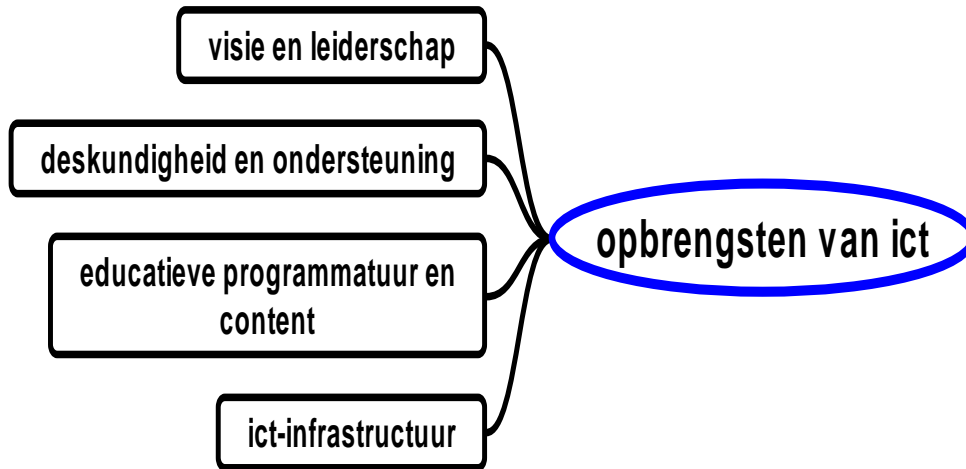 visie en leiderschap
deskundigheid en ondersteuning
educatieve programmatuur en
content
ict-infrastructuur
opbrengsten van ict